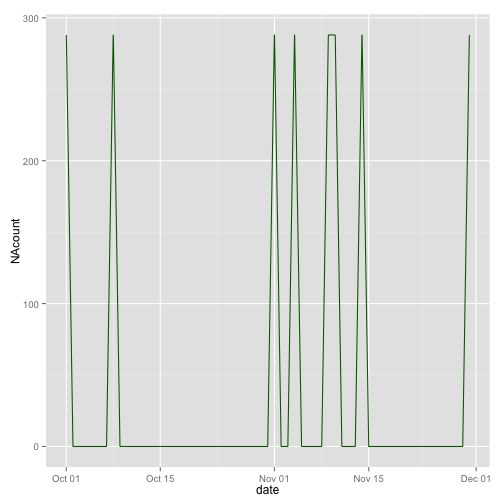 300
200
100
0
NAcount
Oct 01
Oct 15
Nov 01
Nov 15
Dec 01
date